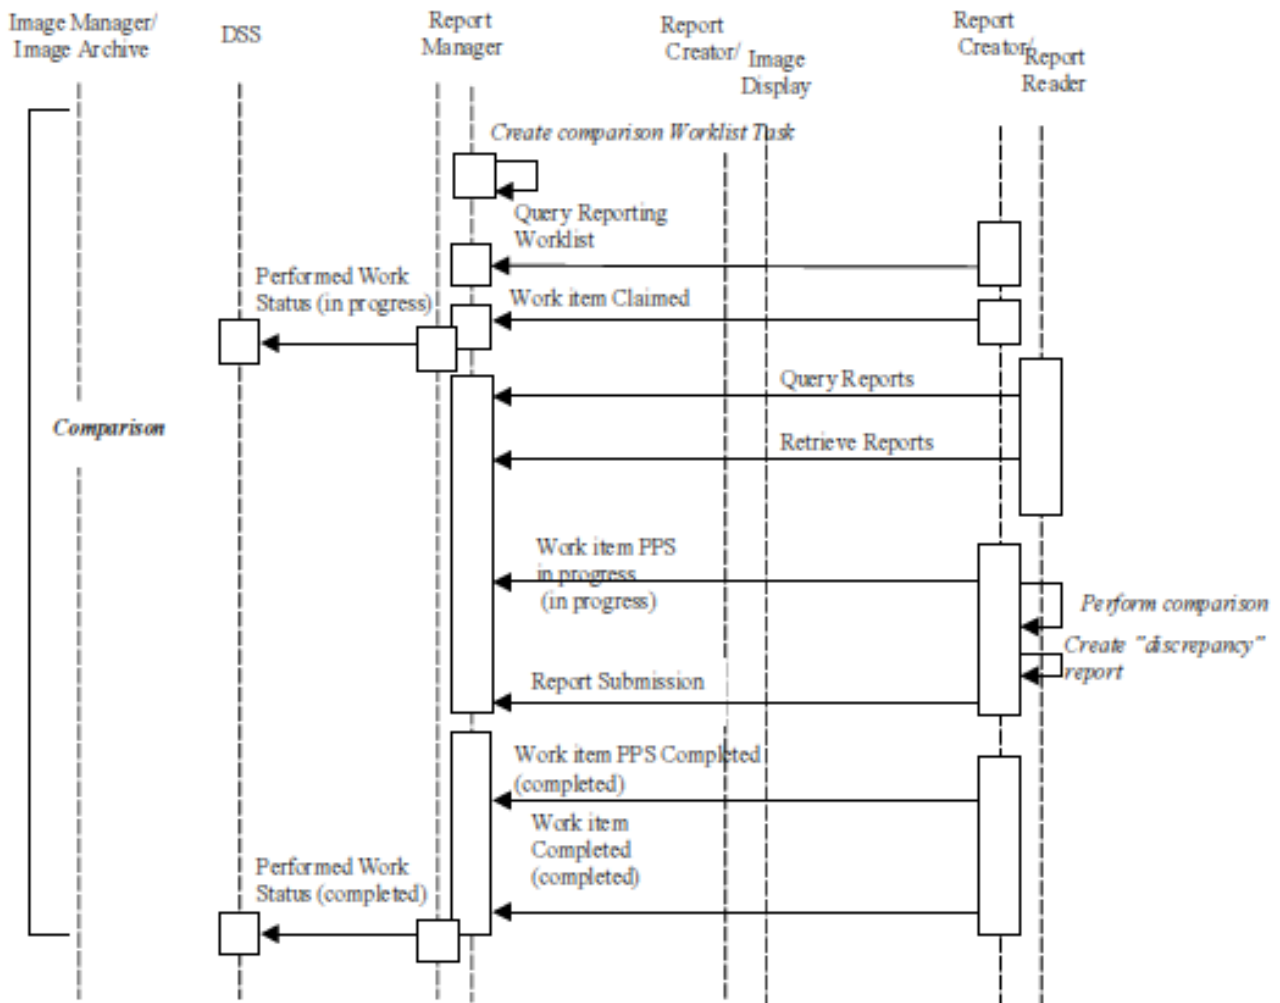 Image Manager/
Image Archive
DSS
Report
Manager
Report
Creator/
Image
Display
Report
Creator/
Report
Reader
Create comparison Worklist Task
Query Reporting
Worklist
Performed Work
Status (in progress)
Work item Claimed
Query Reports
Comparison
Retrieve Reports
Work item PPS
in progress
(in progress)
Perform comparison
Create "discrepancy"
report
Report Submission
Work item PPS Completed
(completed)
Work item
Completed
(completed)
Performed Work
Status (completed)